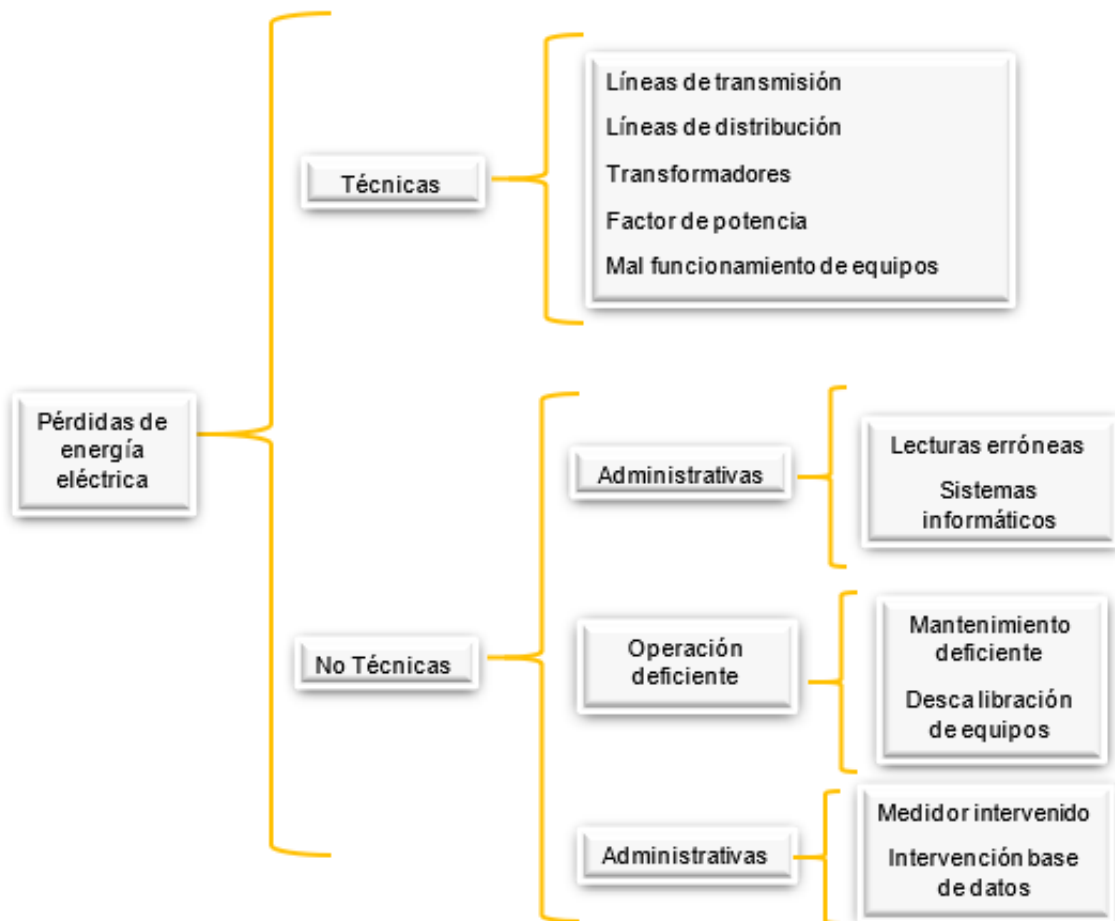 Pérdidas de
energía
eléctrica
Técnicas
Líneas de transmisión
Líneas de distribución
Transformadores
Factor de potencia
Mal funcionamiento de equipos
No Técnicas
Administrativas
Lecturas erróneas
Sistemas
informáticos
Operación
deficiente
Mantenimiento
deficiente
Descalibración
de equipos
Administrativas
Medidor intervenido
Intervención base
de datos